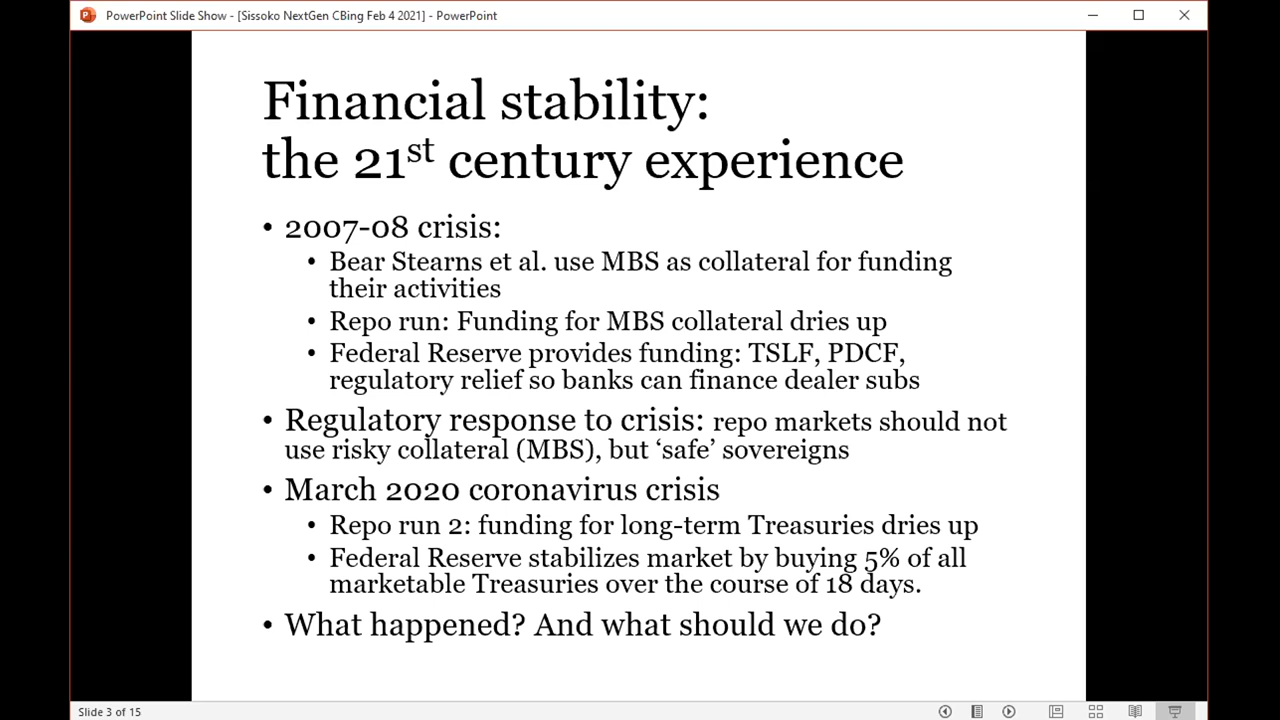 PowerPoint Slide Show - [Sissoko NextGen CBing Feb 4 2021] - PowerPoint
Financial stability:
the 21st century experience
• 2007-08 crisis:
• Bear Stearns et al. use MBS as collateral for funding
their activities
• Repo run: Funding for MBS collateral dries up
• Federal Reserve provides funding: TSLF, PDCF,
regulatory relief so banks can finance dealer subs
• Regulatory response to crisis: repo markets should not
use risky collateral (MBS), but ‘safe’ sovereigns
• March 2020 coronavirus crisis
• Repo run 2: funding for long-term Treasuries dries up
• Federal Reserve stabilizes market by buying 5% of all
marketable Treasuries over the course of 18 days.
• What happened? And what should we do?
Slide 3 of 15